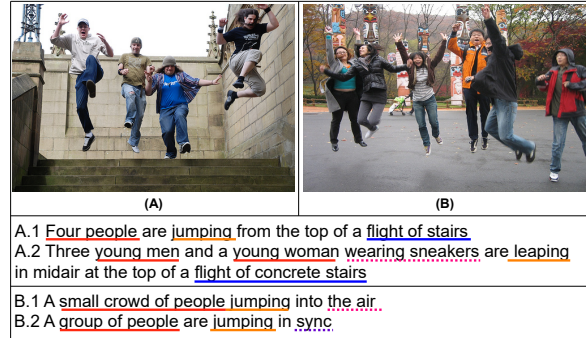 (A)
(B)
A.1 Four people are jumping from the top of a flight of stairs
A.2 Three young men and a young woman wearing sneakers are leaping
in midair at the top of a flight of concrete stairs
B.1 A small crowd of people jumping into the air
B.2 A group of people are jumping in sync